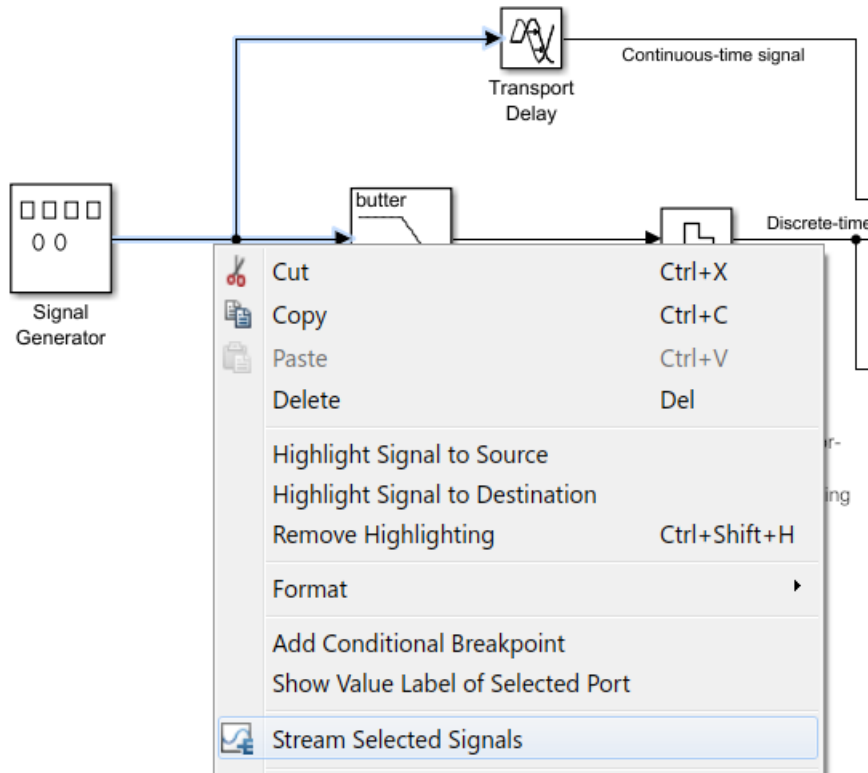 Continuous-time signal
Transport
Delay
butter
Discrete-time
Signal
Generator
Cut Ctrl+X
Copy Ctrl+C
Paste Ctrl+V
Delete Del
Highlight Signal to Source
Highlight Signal to Destination
Remove Highlighting Ctrl+Shift+H
Format
Add Conditional Breakpoint
Show Value Label of Selected Port
Stream Selected Signals